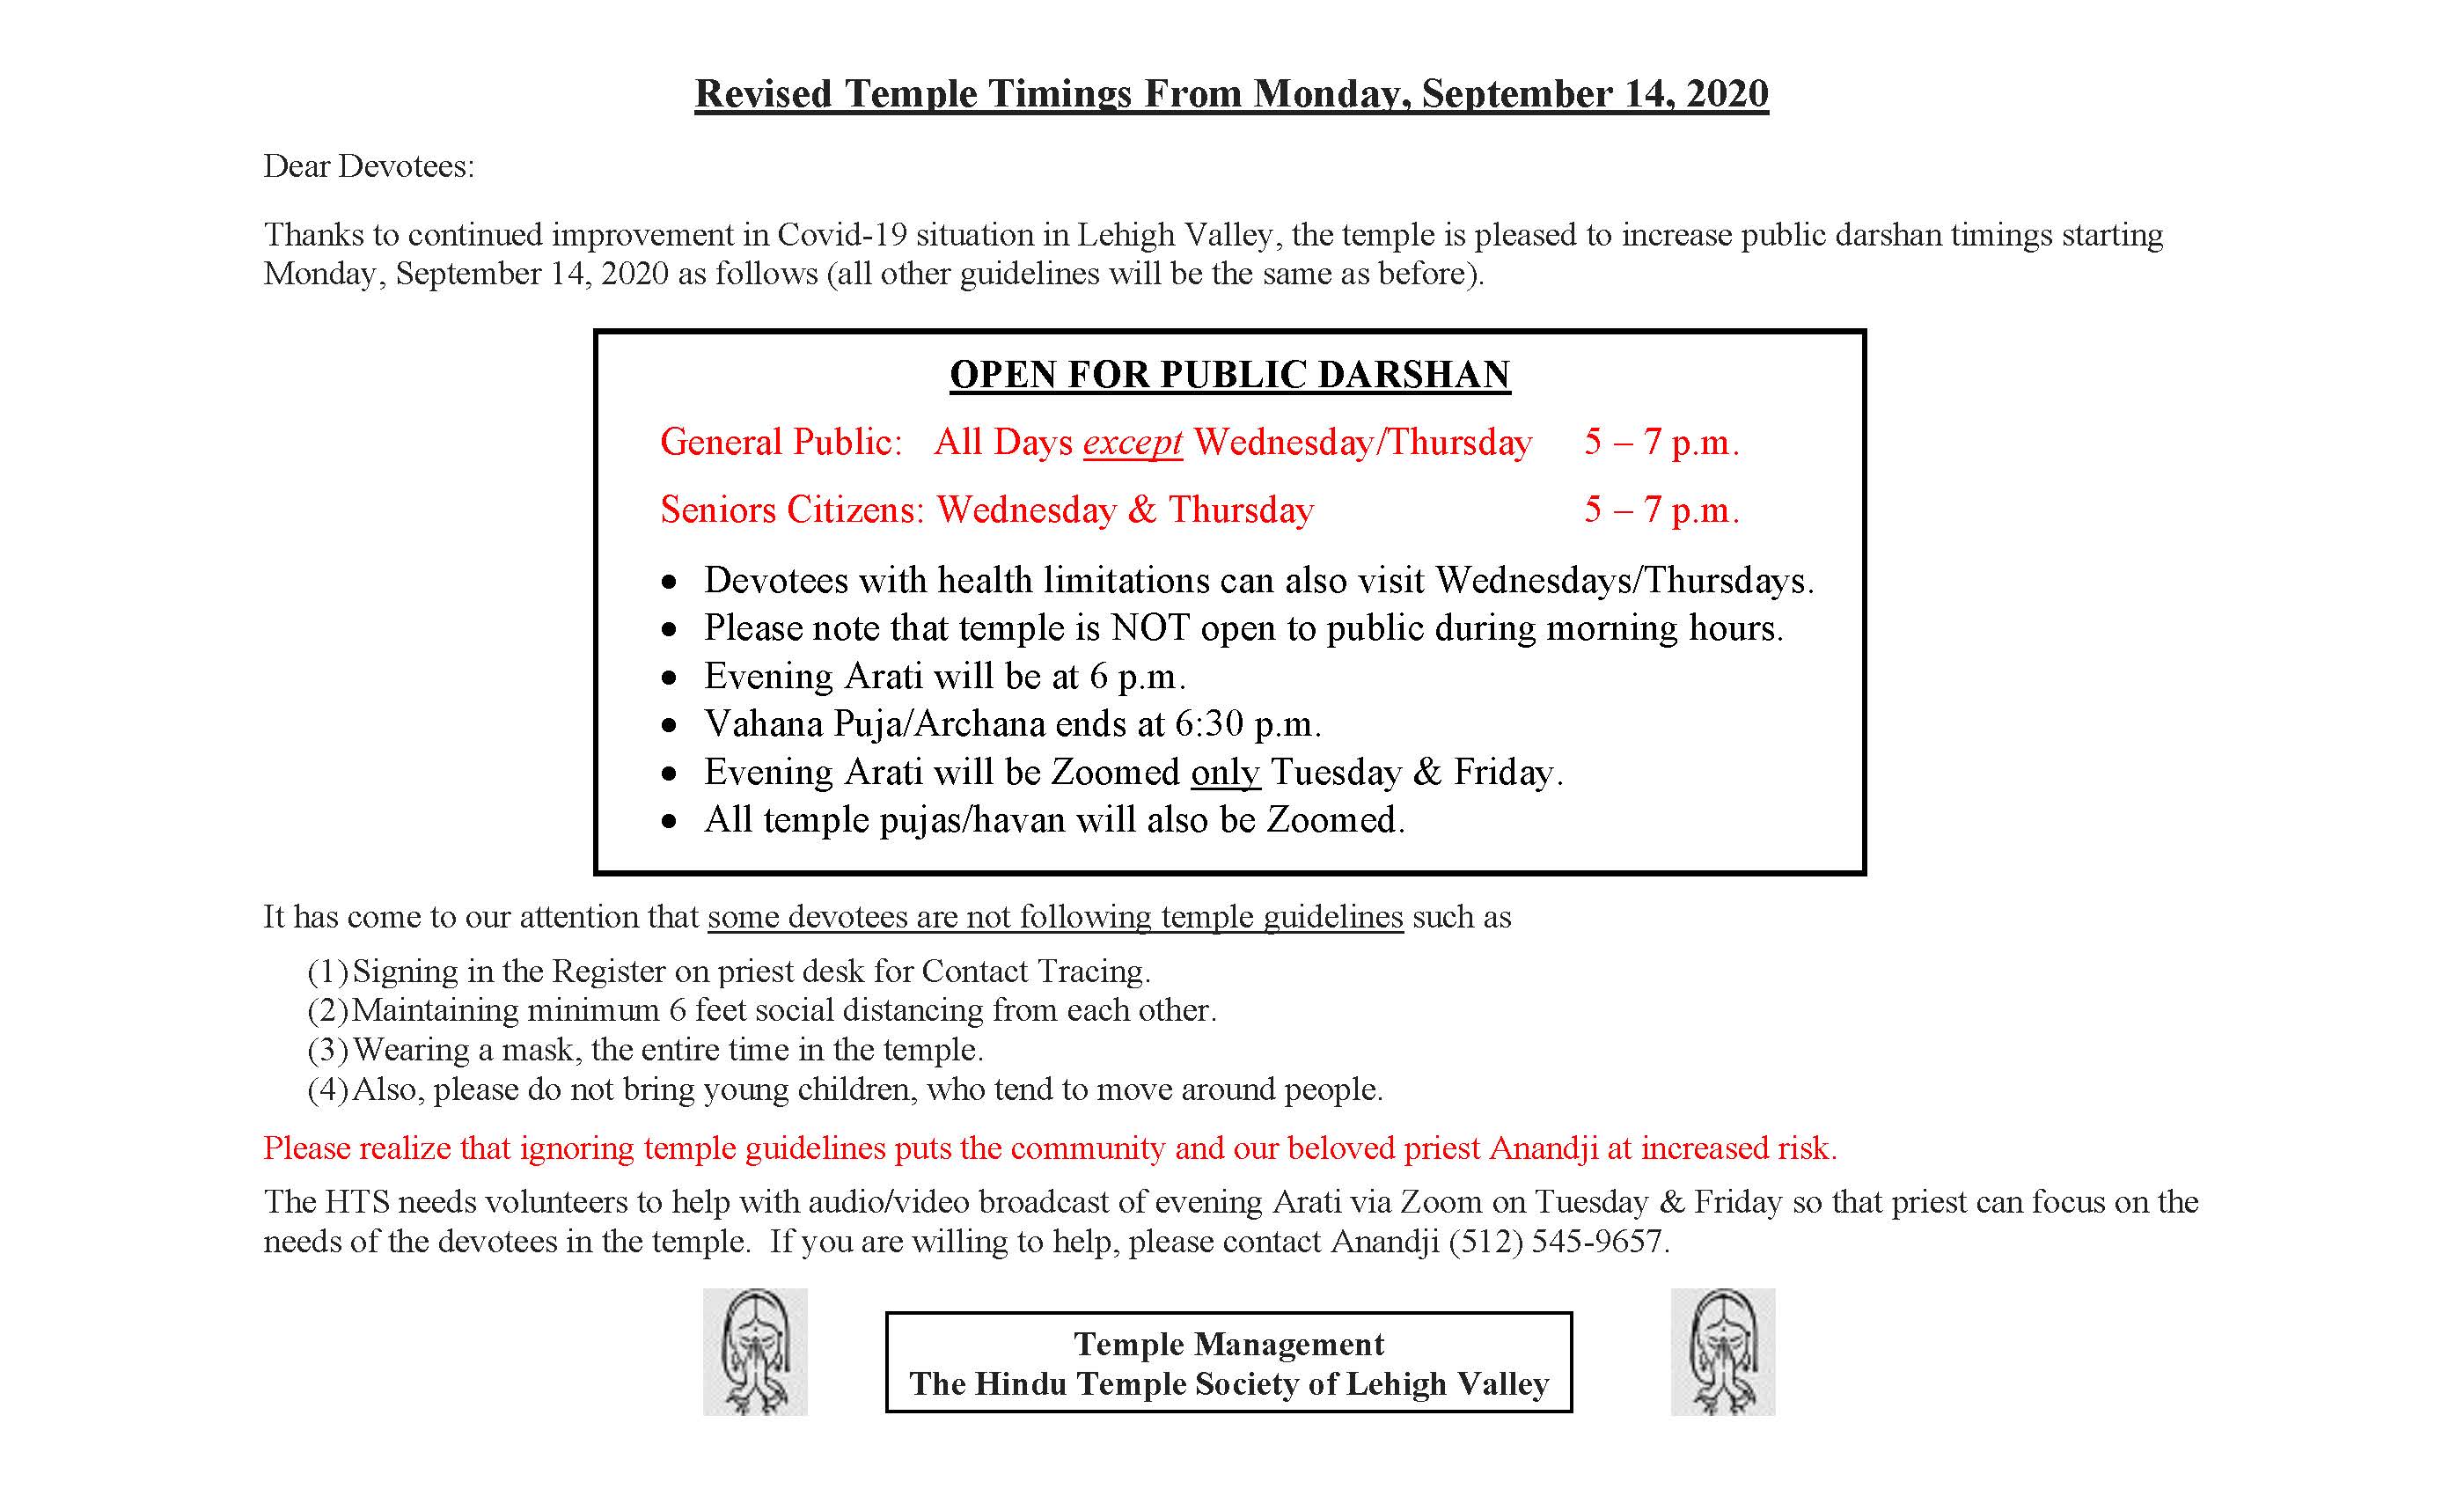 Revised Temple Timings From Monday, September 14, 2020
Dear Devotees:
Thanks to continued improvement in Covid-19 situation in Lehigh Valley, the temple is pleased to increase public darshan timings starting
Monday, September 14, 2020 as follows (all other guidelines will be the same as before).
OPEN FOR PUBLIC DARSHAN
General Public: All Days except Wednesday/Thursday 5 – 7 p.m.
Seniors Citizens: Wednesday & Thursday 5 – 7 p.m.
• Devotees with health limitations can also visit Wednesdays/Thursdays.
• Please note that temple is NOT open to public during morning hours.
• Evening Arati will be at 6 p.m.
• Vahana Puja/Archana ends at 6:30 p.m.
• Evening Arati will be Zoomed only Tuesday & Friday.
• All temple pujas/havan will also be Zoomed.
It has come to our attention that some devotees are not following temple guidelines such as
(1) Signing in the Register on priest desk for Contact Tracing.
(2) Maintaining minimum 6 feet social distancing from each other.
(3) Wearing a mask, the entire time in the temple.
(4) Also, please do not bring young children, who tend to move around people.
Please realize that ignoring temple guidelines puts the community and our beloved priest Anandji at increased risk.
The HTS needs volunteers to help with audio/video broadcast of evening Arati via Zoom on Tuesday & Friday so that priest can focus on the
needs of the devotees in the temple. If you are willing to help, please contact Anandji (512) 545-9657.
Temple Management
The Hindu Temple Society of Lehigh Valley